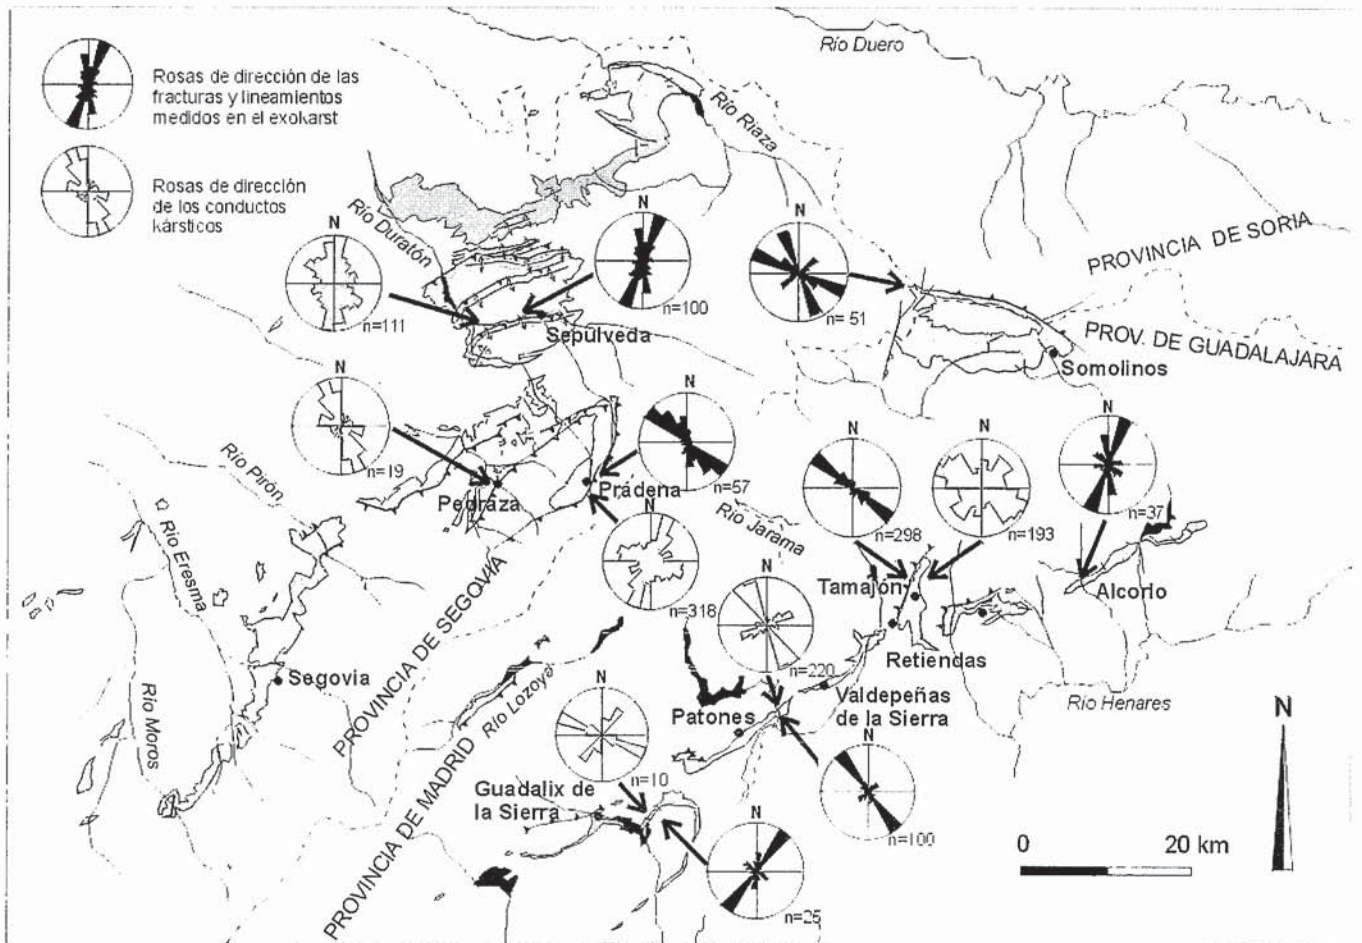 Rosas de dirección de las
fracturas y lineamientos
medidos en el exokarst
Rosas de dirección
de los conductos
kársticos
Río Duero
Río Riaza
Río Duratón
N
n=111
N
n=100
N
n=51
PROVINCIA DE SORIA
PROV. DE GUADALAJARA
Sepúlveda
Somolinos
N
n=19
N
n=57
Pedraza
Prádena
Río Pirón
Río Eresma
Río Moros
Segovia
N
n=318
Río Jarama
N
n=298
N
n=193
N
n=37
Tamajón
Alcorlo
Retiendas
N
n=220
Valdepeñas
de la Sierra
Río Henares
Patones
PROVINCIA DE SEGOVIA
Río Lozoya
PROVINCIA DE MADRID
N
n=10
Guadalix de
la Sierra
N
n=100
N
n=25
N
0
20 km